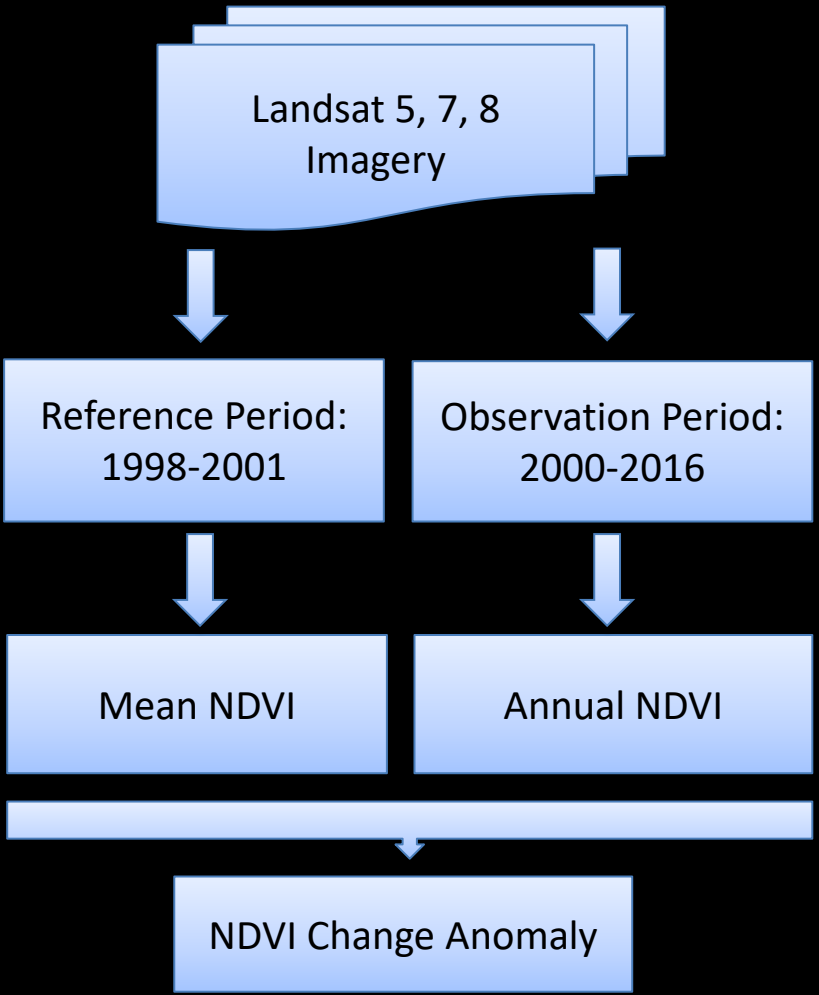 Landsat 5, 7, 8
Imagery
Reference Period:
1998-2001
Observation Period:
2000-2016
Mean NDVI
Annual NDVI
NDVI Change Anomaly